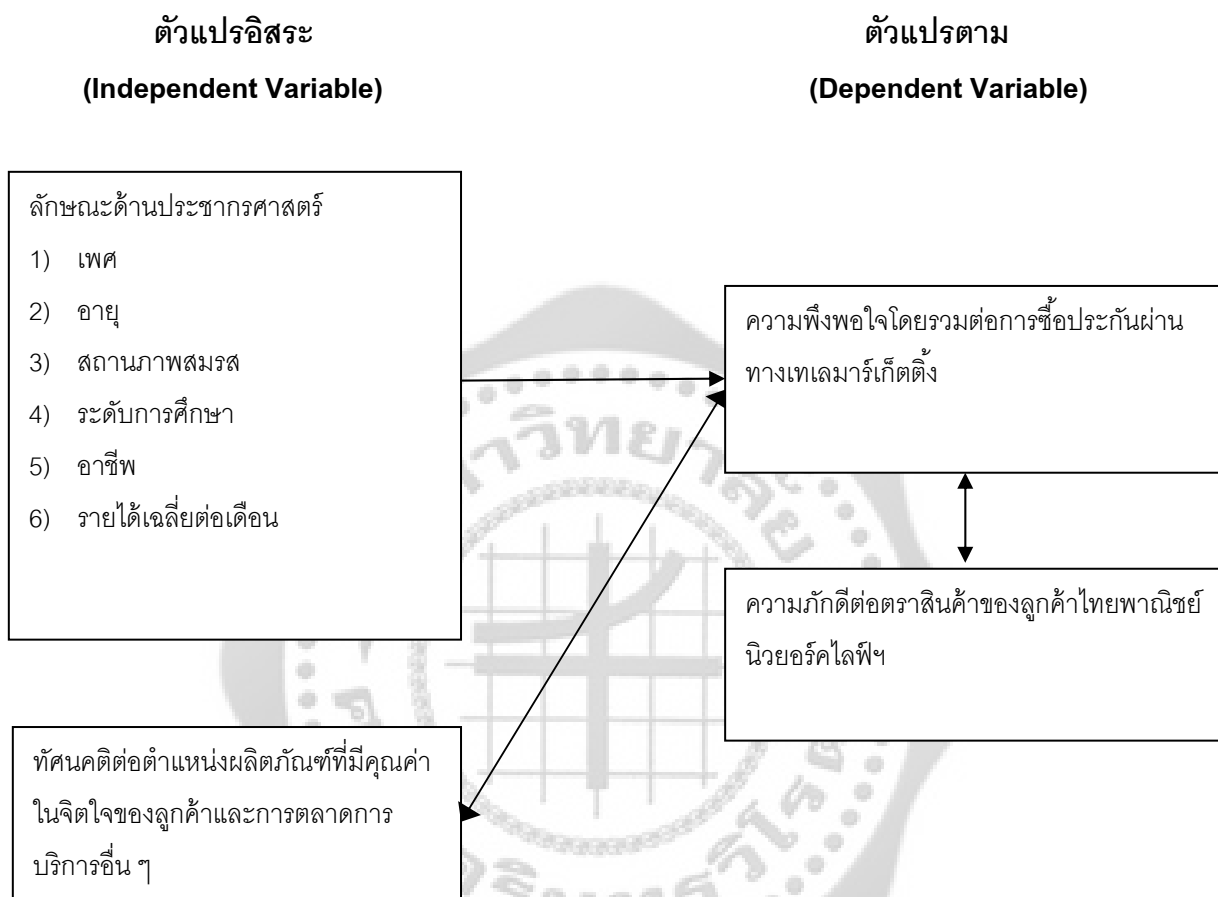 ตัวแปรอิสระ
(Independent Variable)
ตัวแปรตาม
(Dependent Variable)
ลักษณะด้านประชากรศาสตร์
1) เพศ
2) อายุ
3) สถานภาพสมรส
4) ระดับการศึกษา
5) อาชีพ
6) รายได้เฉลี่ยต่อเดือน
ความพึงพอใจโดยรวมต่อการซื้อประกันผ่าน
ทางเทเลมาร์เก็ตติ้ง
ความภักดีต่อตราสินค้าของลูกค้าไทยพาณิชย์
นิวยอร์คไลฟ์ฯ
ทัศนคติต่อตำแหน่งผลิตภัณฑ์ที่มีคุณค่า
ในจิตใจของลูกค้าและการตลาดการ
บริการอื่น ๆ